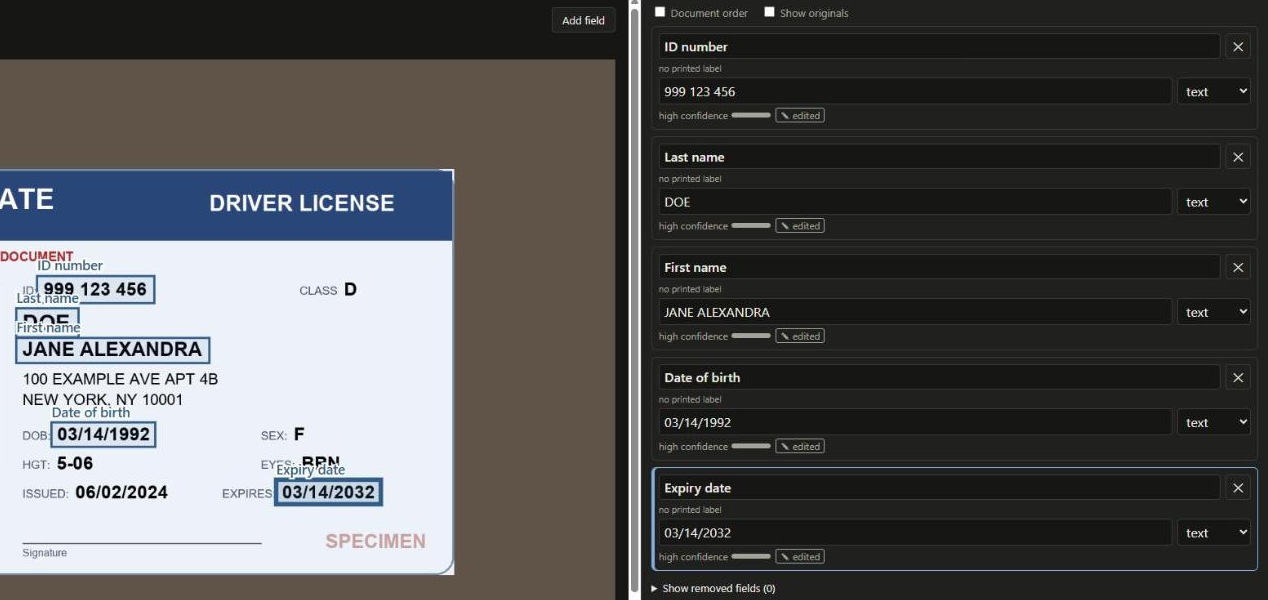 Add field
ATE
DRIVER LICENSE
DOCUMENT
ID number
ID: 999 123 456
CLASS D
Last name
DOE
First name
JANE ALEXANDRA
100 EXAMPLE AVE APT 4B
NEW YORK, NY 10001
Date of birth
DOB: 03/14/1992
SEX: F
HGT: 5-06
EYES: BRN
Expiry date
ISSUED: 06/02/2024
EXPIRES: 03/14/2032
SPECIMEN
Signature
Document order
Show originals
ID number
no printed label
999 123 456
text
high confidence
edited
Last name
no printed label
DOE
text
high confidence
edited
First name
no printed label
JANE ALEXANDRA
text
high confidence
edited
Date of birth
no printed label
03/14/1992
text
high confidence
edited
Expiry date
no printed label
03/14/2032
text
high confidence
edited
Show removed fields (0)